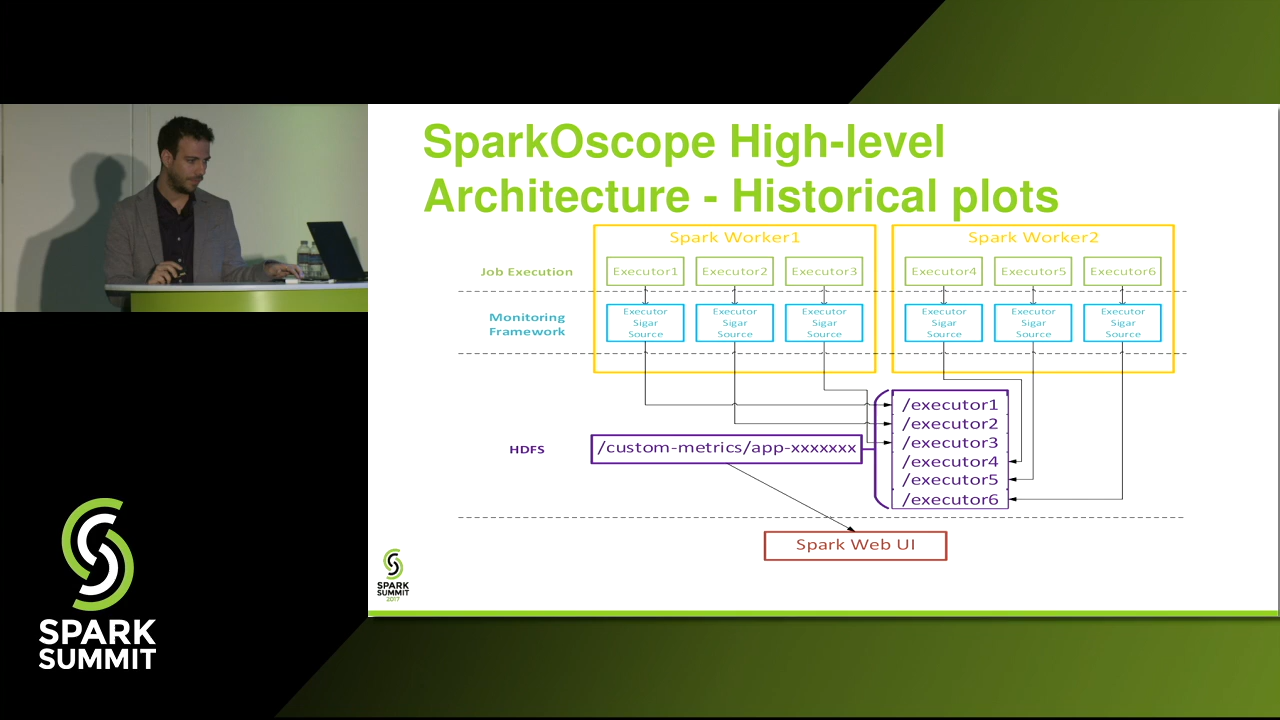 SparkOscope High-level
Architecture - Historical plots
Spark Worker1
Spark Worker2
Job Execution
Executor1
Executor2
Executor3
Executor4
Executor5
Executor6
Monitoring
Framework
Executor
Sigar
Source
Executor
Sigar
Source
Executor
Sigar
Source
Executor
Sigar
Source
Executor
Sigar
Source
Executor
Sigar
Source
HDFS
/custom-metrics/app-xxxxxxx
/executor1
/executor2
/executor3
/executor4
/executor5
/executor6
Spark Web UI
SPARK
SUMMIT
2017
SPARK
SUMMIT